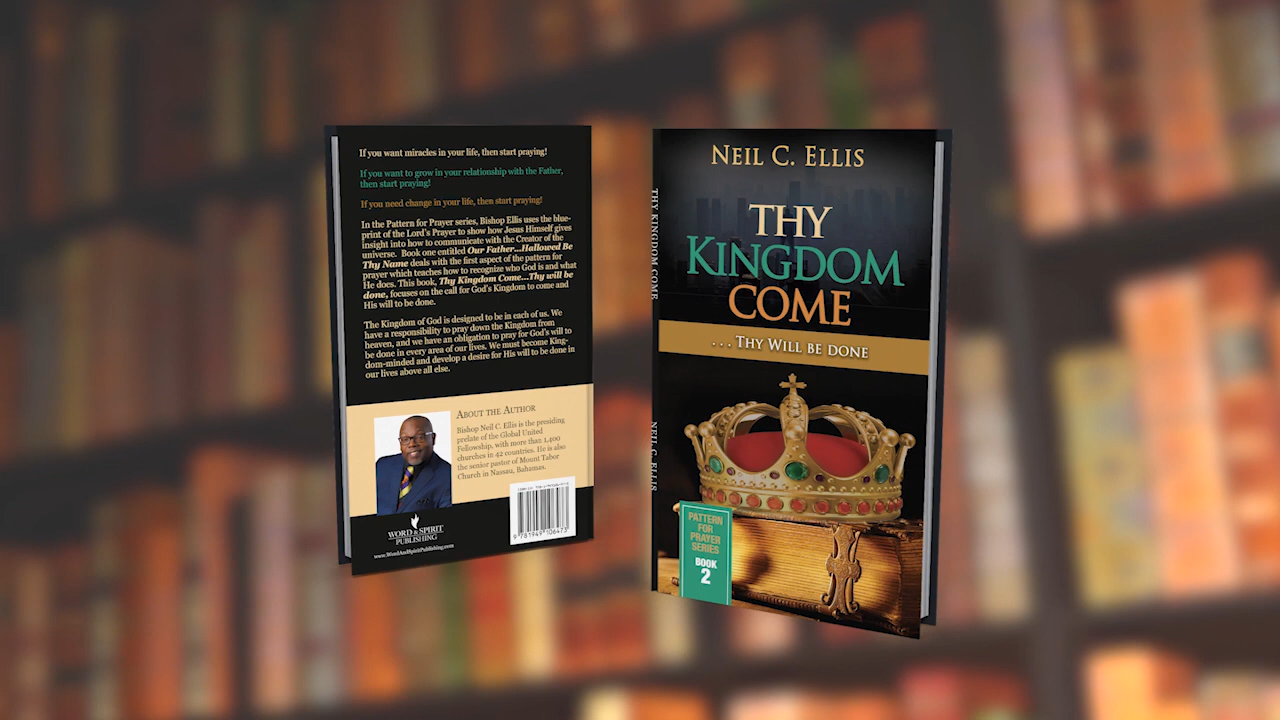 If you want miracles in your life, then start praying!
If you want to grow in your relationship with the Father,
then start praying!
If you need change in your life, then start praying!
In the Pattern for Prayer series, Bishop Ellis uses the blue-
print of the Lord's Prayer to show how Jesus Himself gives
insight into how to communicate with the Creator of the
universe. Book one entitled Our Father...Hallowed Be
Thy Name deals with the first aspect of the pattern for
prayer which teaches how to recognize who God is and what
He does. This book, Thy Kingdom Come...Thy will be
done, focuses on the call for God's Kingdom to come and
His will to be done.
The Kingdom of God is designed to be in each of us. We
have a responsibility to pray down the Kingdom from
heaven, and we have an obligation to pray for God's will to
be done in every area of our lives. We must become King-
dom-minded and develop a desire for His will to be done in
our lives above all else.
About the Author
Bishop Neil C. Ellis is the presiding
prelate of the Global United
Fellowship, with more than 1,400
churches in 42 countries. He is also
the senior pastor of Mount Tabor
Church in Nassau, Bahamas.
WORD & SPIRIT
PUBLISHING
www.WordAndSpiritPublishing.com
9 781949 106473
THY KINGDOM COME
NEIL C. ELLIS
Neil C. Ellis
THY
KINGDOM
COME
...Thy Will be done
PATTERN
FOR
PRAYER
SERIES
BOOK
2